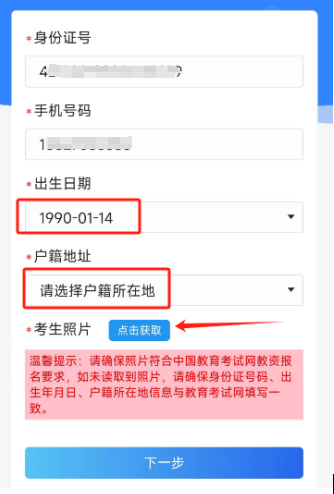 *身份证号
*手机号码
*出生日期
1990-01-14
*户籍地址
请选择户籍所在地
*考生照片 点击获取
温馨提示：请确保照片符合中国教育考试网教资报
名要求，如未读取到照片，请确保身份证号码、出
生年月日、户籍所在地信息与教育考试网填写一
致。
下一步